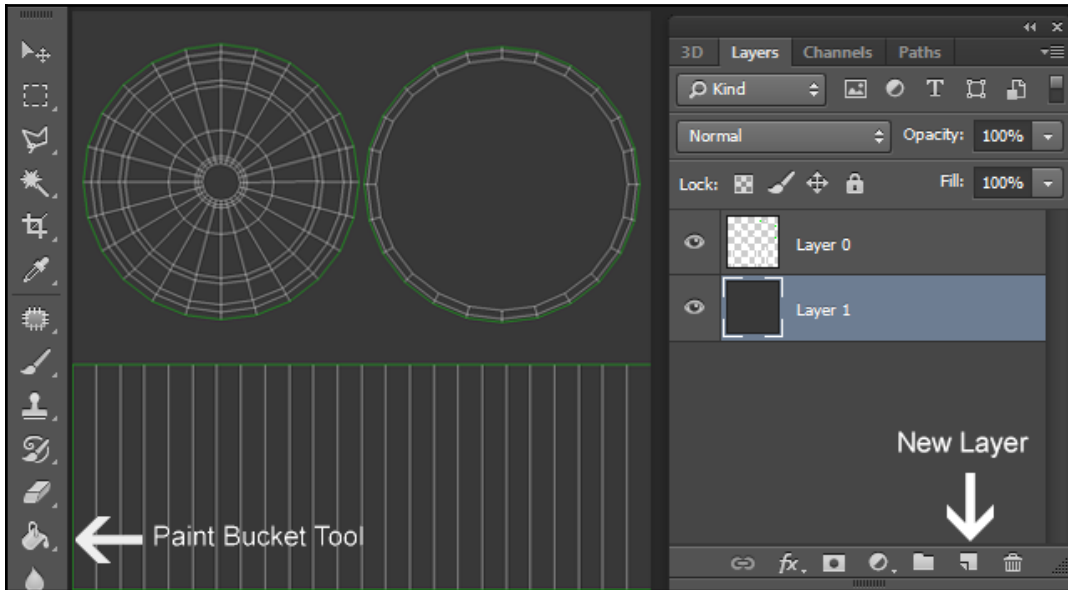 3D Layers Channels Paths
Kind
Normal Opacity: 100%
Lock: Fill: 100%
Layer 0
Layer 1
New Layer
Paint Bucket Tool
fx